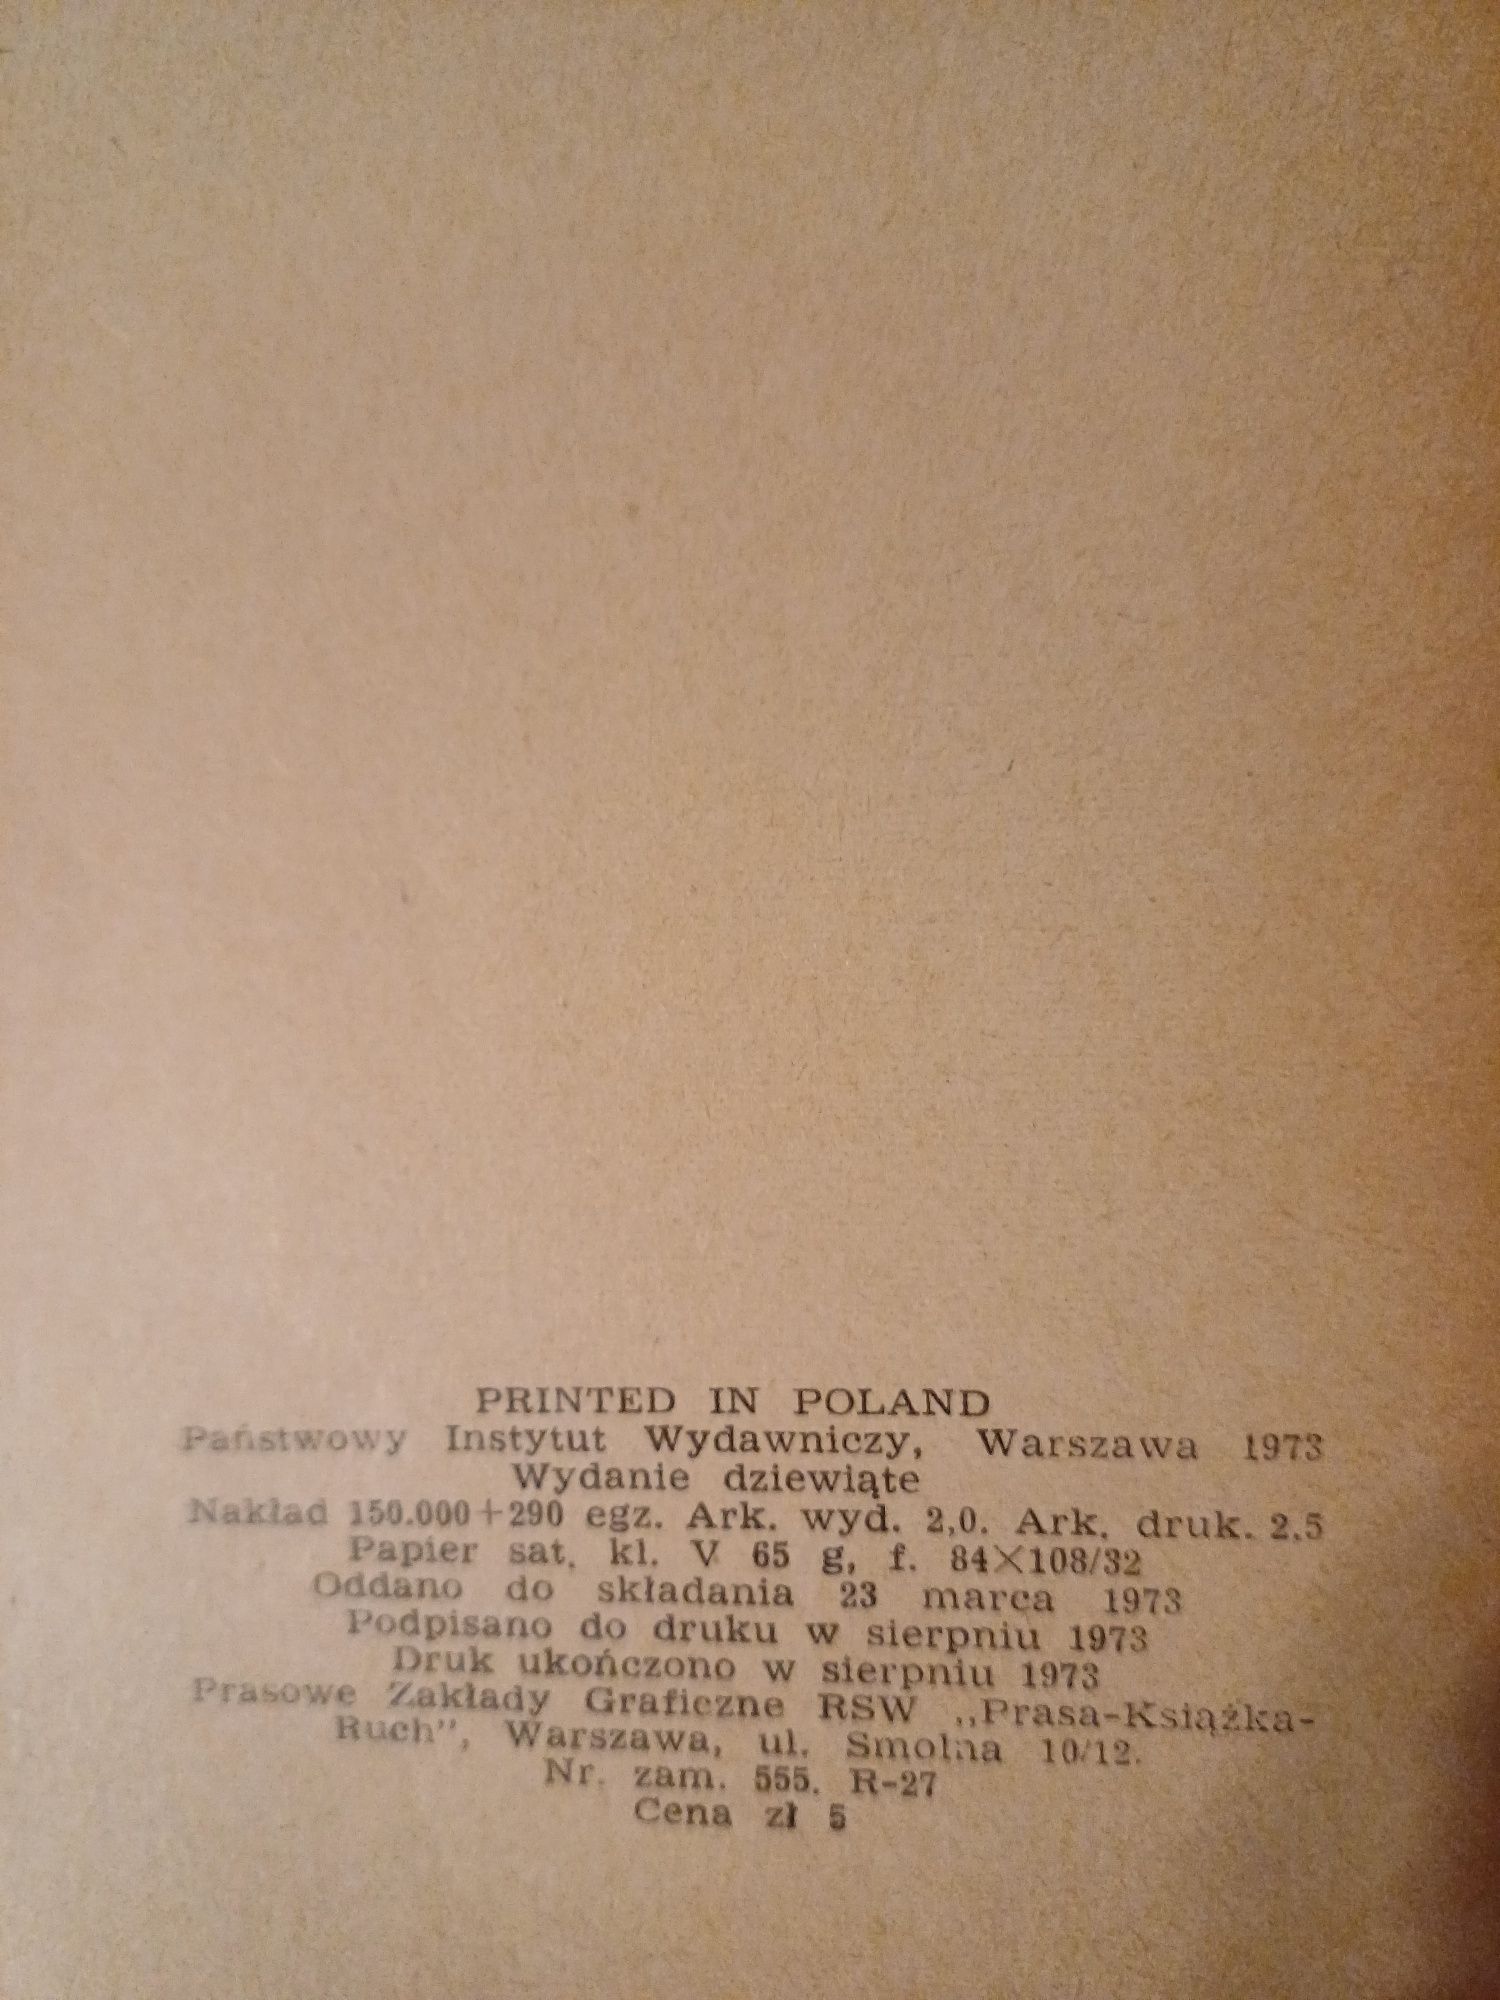 PRINTED IN POLAND
Państwowy Instytut Wydawniczy, Warszawa 1973
Wydanie dziewiąte
Nakład 150.000+290 egz. Ark. wyd. 2,0. Ark. druk. 2,5
Papier sat. kl. V 65 g, f. 84×108/32
Oddano do składania 23 marca 1973
Podpisano do druku w sierpniu 1973
Druk ukończono w sierpniu 1973
Prasowe Zakłady Graficzne RSW „Prasa-Książka-
Ruch”, Warszawa, ul. Smolna 10/12.
Nr. zam. 555. R-27
Cena zł 5